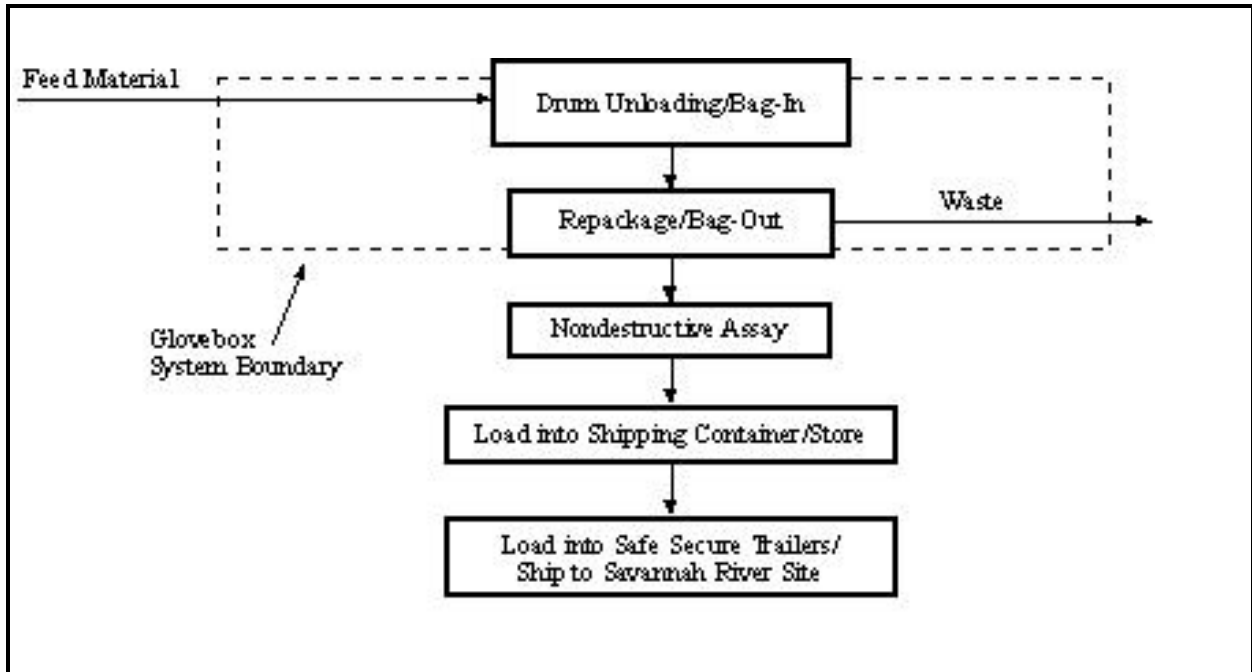 Feed Material
Drum Unloading/Bag-In
Repackage/Bag-Out
Waste
Nondestructive Assay
Glovebox
System Boundary
Load into Shipping Container/Store
Load into Safe Secure Trailers/
Ship to Savannah River Site